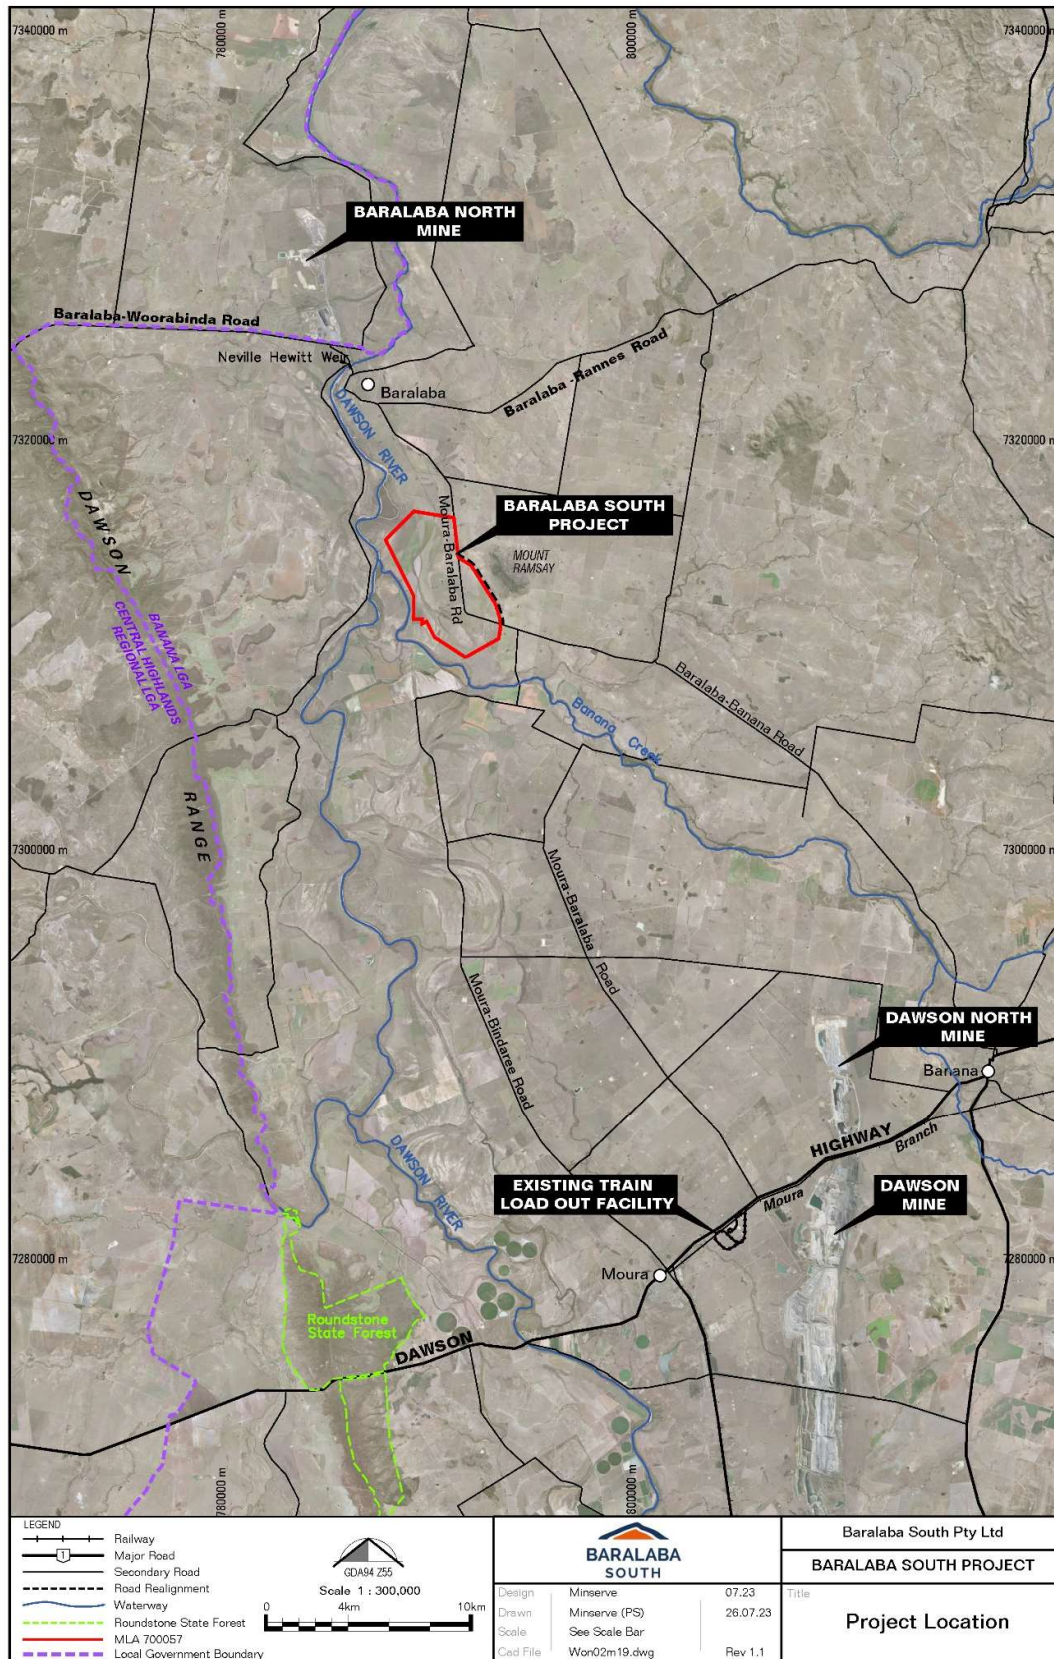 7340000 m
780000 m
800000 m
7340000 m
BARALABA NORTH
MINE
Baralaba-Woorabinda Road
Neville Hewitt Weir
Baralaba
Baralaba -Rannes Road
DAWSON RIVER
7320000 m
7320000 m
DAWSON
BARALABA SOUTH
PROJECT
Moura-Baralaba Rd
MOUNT
RAMSAY
BANANA LGA
CENTRAL HIGHLANDS
REGIONAL LGA
Baralaba-Banana Road
Banana Creek
RANGE
7300000 m
7300000 m
Moura-Baralaba Road
Moura-Bindaree Road
DAWSON NORTH
MINE
Banana
HIGHWAY
Branch
DAWSON RIVER
EXISTING TRAIN
LOAD OUT FACILITY
Moura
DAWSON
MINE
7280000 m
7280000 m
Moura
Roundstone
State Forest
DAWSON
780000 m
800000 m
LEGEND
Railway
1
Major Road
Secondary Road
Road Realignment
Waterway
Roundstone State Forest
MLA 700057
Local Government Boundary
GDA94 Z55
Scale 1 : 300,000
0 4km 10km
BARALABA
SOUTH
Design Minserve 07.23
Drawn Minserve (PS) 26.07.23
Scale See Scale Bar
Cad File Won02m19.dwg Rev 1.1
Baralaba South Pty Ltd
BARALABA SOUTH PROJECT
Title
Project Location